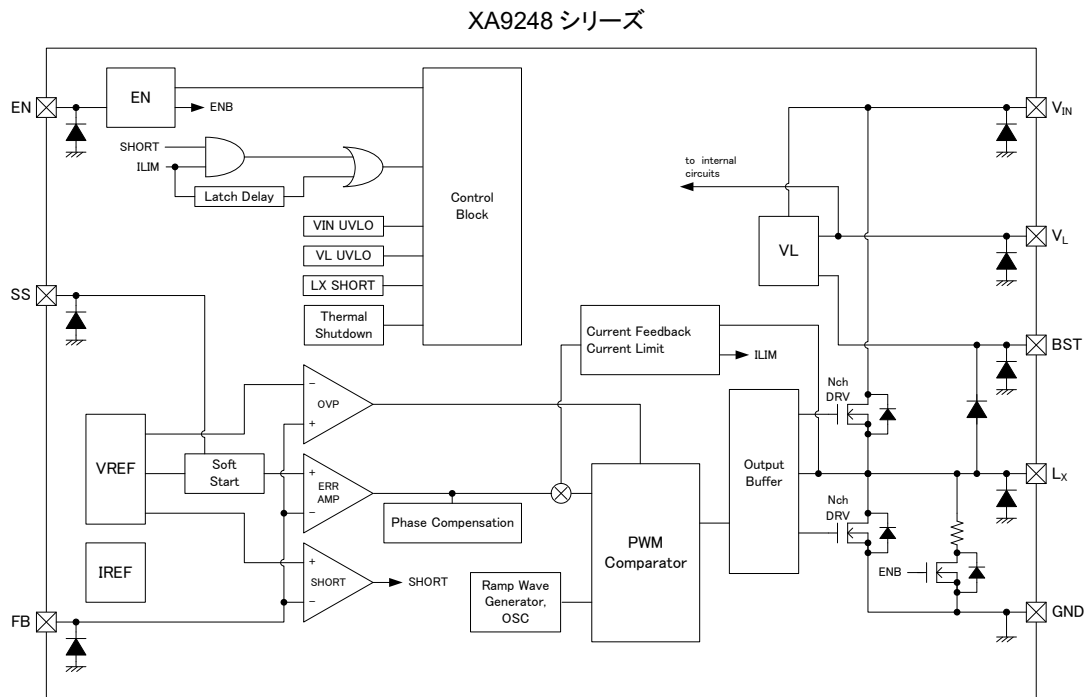 XA9248 シリーズ
EN
EN
ENB
SHORT
ILIM
Latch Delay
Control
Block
VIN UVLO
VL UVLO
LX SHORT
Thermal
Shutdown
to internal
circuits
VIN
VL
VL
SS
Current Feedback
Current Limit
ILIM
BST
Nch
DRV
OVP
VREF
Soft
Start
ERR
AMP
Phase Compensation
PWM
Comparator
Output
Buffer
LX
Nch
DRV
IREF
SHORT
SHORT
Ramp Wave
Generator,
OSC
ENB
FB
GND